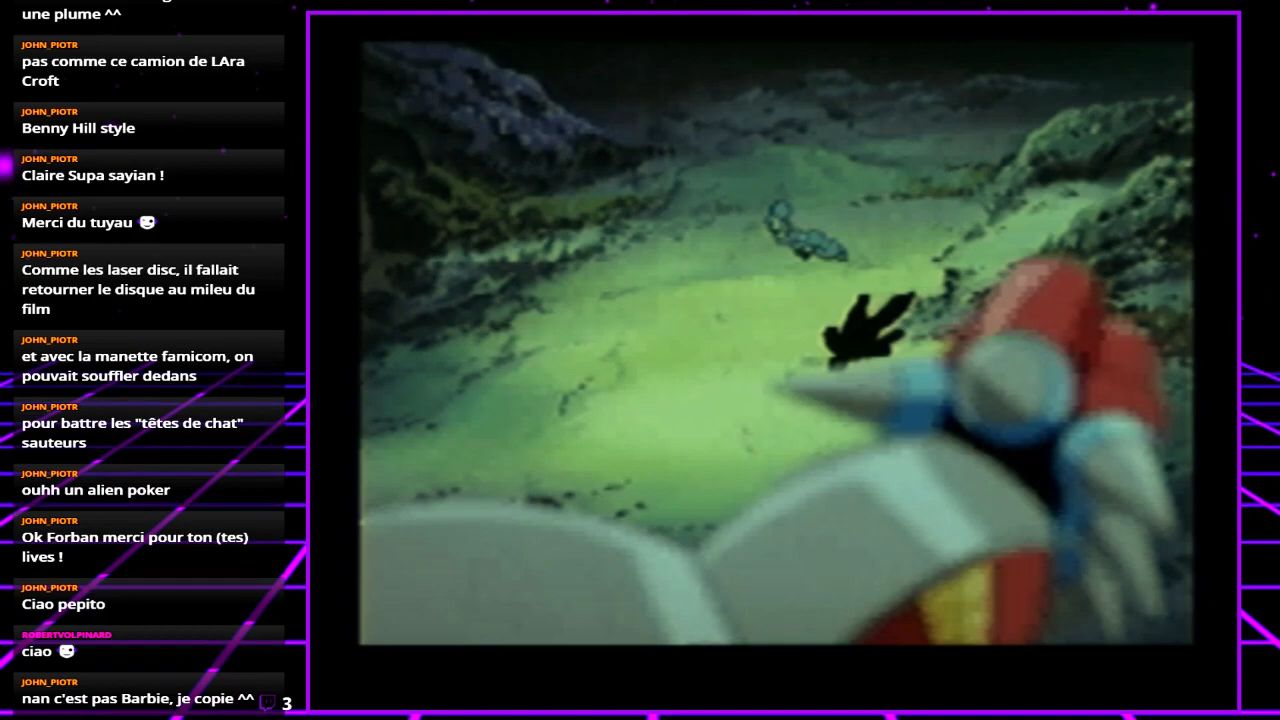 une plume ^^
JOHN_PIOTR
pas comme ce camion de LAra
Croft
JOHN_PIOTR
Benny Hill style
JOHN_PIOTR
Claire Supa sayian !
JOHN_PIOTR
Merci du tuyau
JOHN_PIOTR
Comme les laser disc, il fallait
retourner le disque au mileu du
film
JOHN_PIOTR
et avec la manette famicom, on
pouvait souffler dedans
JOHN_PIOTR
pour battre les "têtes de chat"
sauteurs
JOHN_PIOTR
ouhh un alien poker
JOHN_PIOTR
Ok Forban merci pour ton (tes)
lives !
JOHN_PIOTR
Ciao pepito
ROBERTVOLPINARD
ciao
JOHN_PIOTR
nan c'est pas Barbie, je copie ^^
3